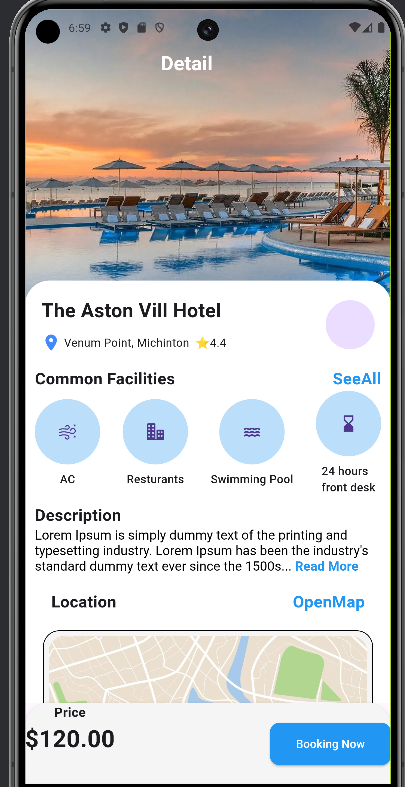 6:59
Detail
The Aston Vill Hotel
Venum Point, Michinton ⭐4.4
Common Facilities SeeAll
AC Resturants Swimming Pool 24 hours
front desk
Description
Lorem Ipsum is simply dummy text of the printing and
typesetting industry. Lorem Ipsum has been the industry's
standard dummy text ever since the 1500s... Read More
Location OpenMap
Price
$120.00
Booking Now